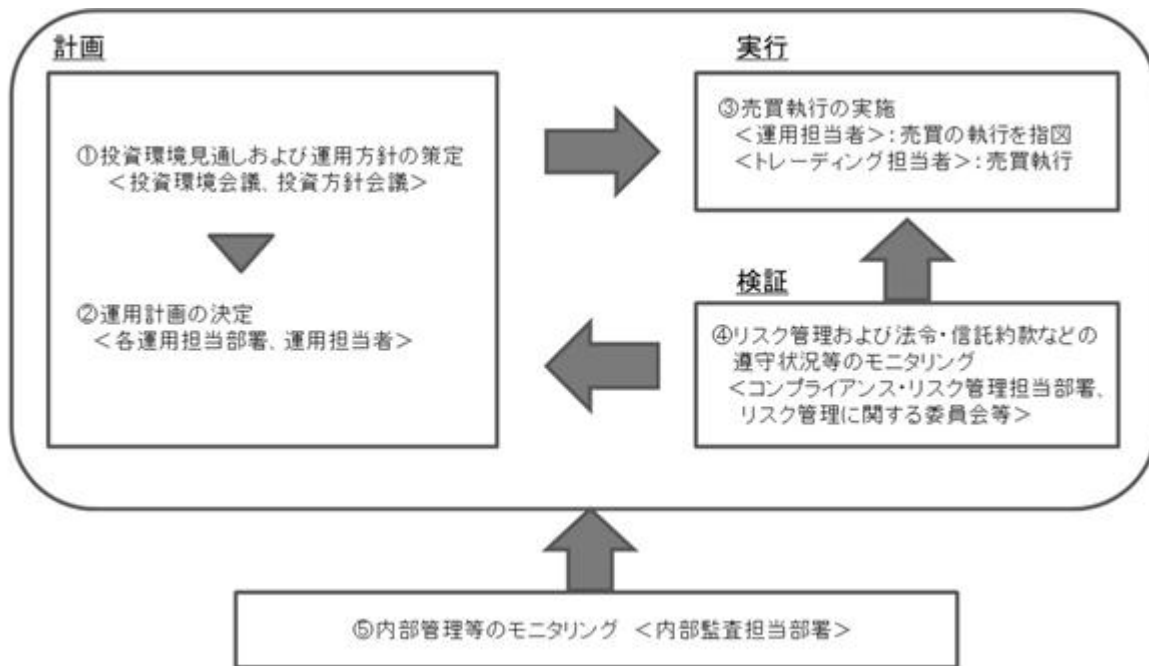 計画
①投資環境見通しおよび運用方針の策定
＜投資環境会議、投資方針会議＞
②運用計画の決定
＜各運用担当部署、運用担当者＞
実行
③売買執行の実施
＜運用担当者＞：売買の執行を指図
＜トレーディング担当者＞：売買執行
検証
④リスク管理および法令・信託約款などの
遵守状況等のモニタリング
＜コンプライアンス・リスク管理担当部署、
リスク管理に関する委員会等＞
⑤内部管理等のモニタリング ＜内部監査担当部署＞